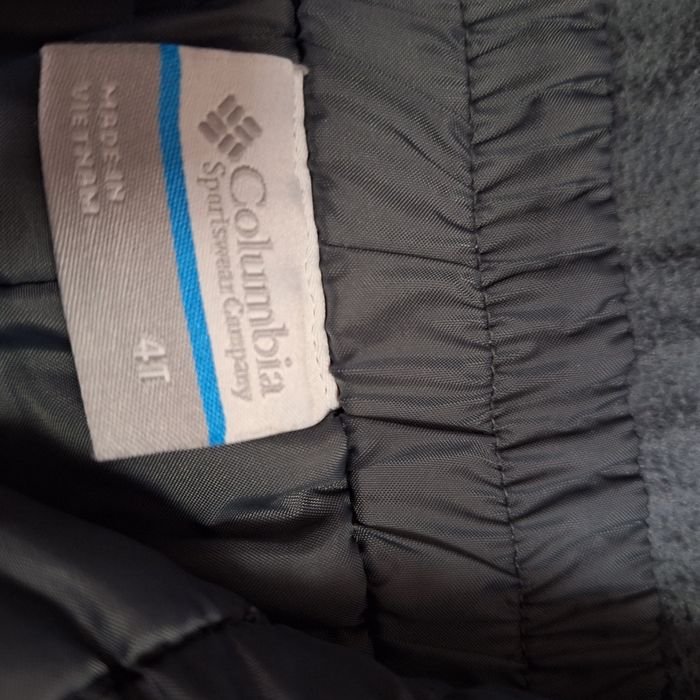 Columbia
Sportswear Company
4T
MADE IN
VIETNAM